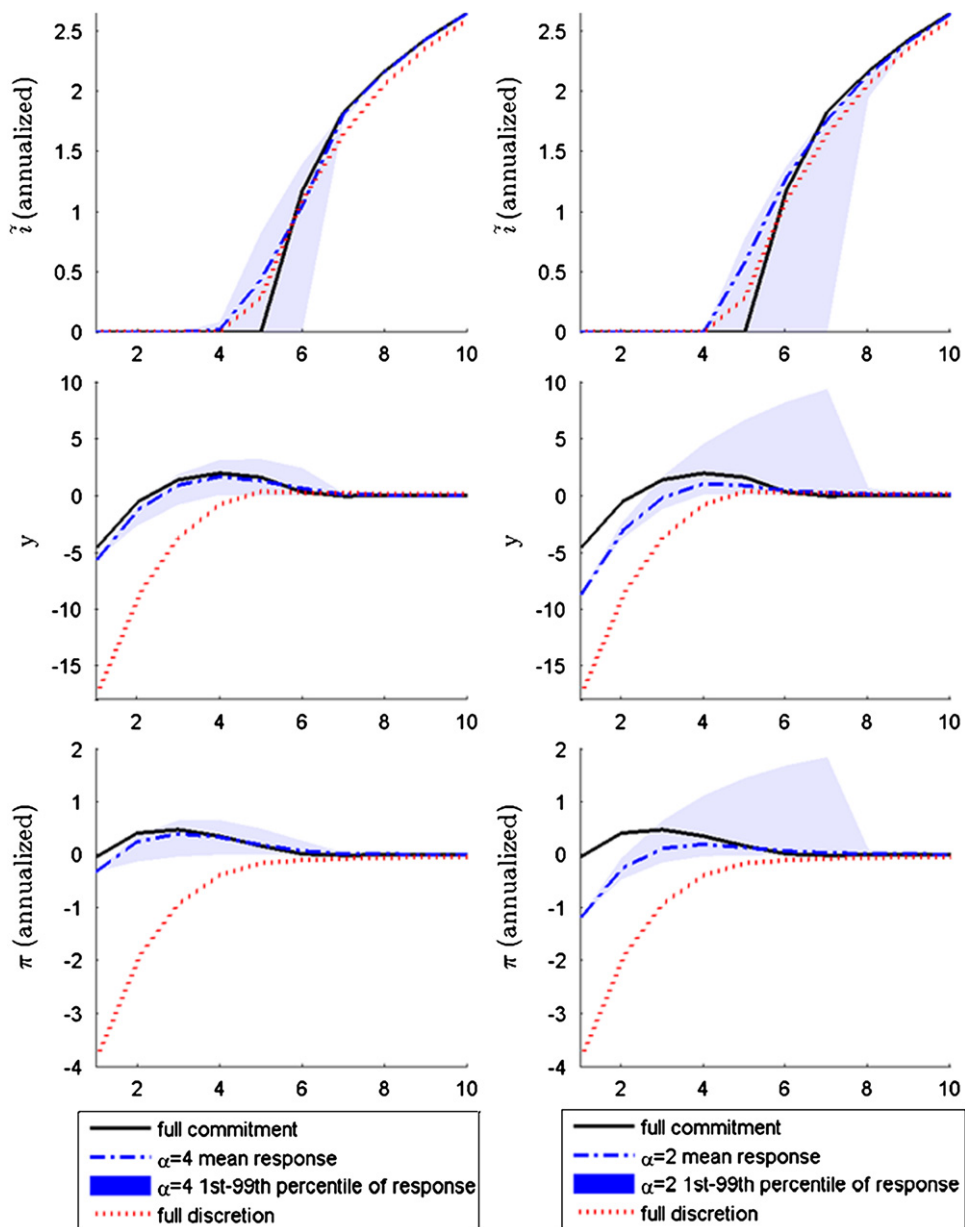 2.5
2
1.5
1
0.5
0
ĩ (annualized)
2 4 6 8 10
2.5
2
1.5
1
0.5
0
ĩ (annualized)
2 4 6 8 10
10
5
0
-5
-10
-15
y
2 4 6 8 10
10
5
0
-5
-10
-15
y
2 4 6 8 10
2
1
0
-1
-2
-3
-4
π (annualized)
2 4 6 8 10
2
1
0
-1
-2
-3
-4
π (annualized)
2 4 6 8 10
full commitment
α=4 mean response
α=4 1st-99th percentile of response
full discretion
full commitment
α=2 mean response
α=2 1st-99th percentile of response
full discretion